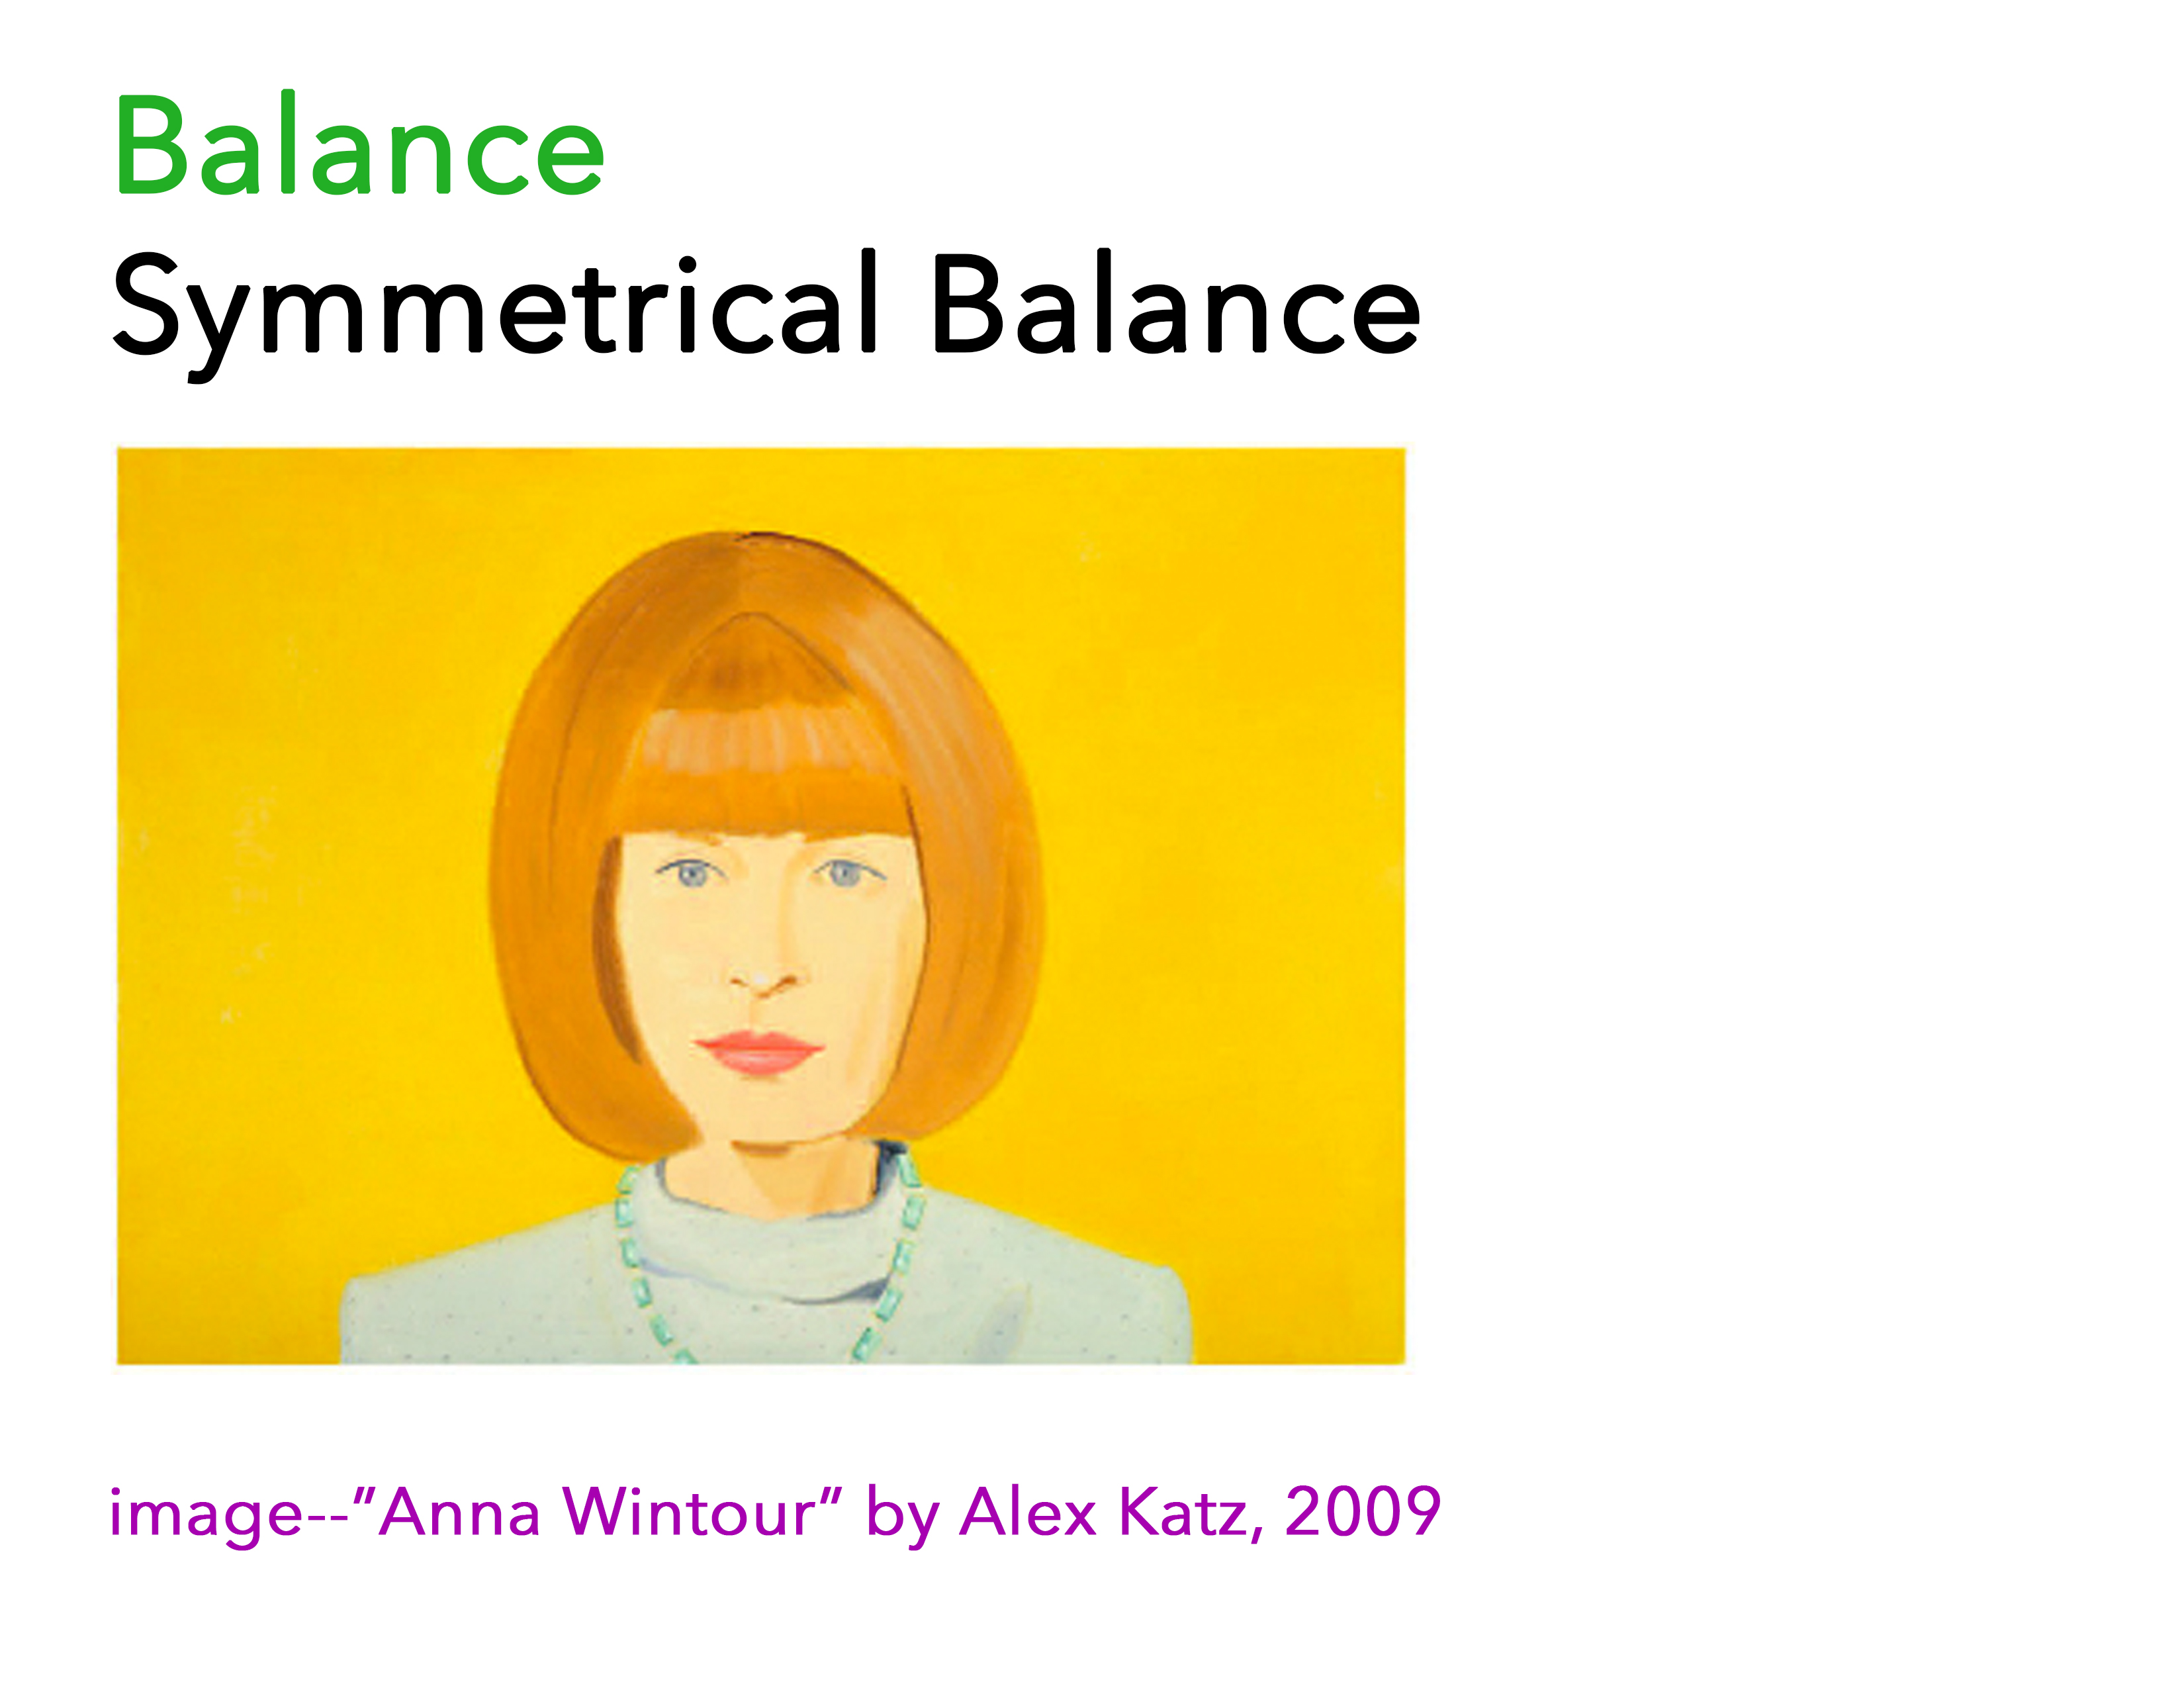 Balance
Symmetrical Balance
image--"Anna Wintour" by Alex Katz, 2009